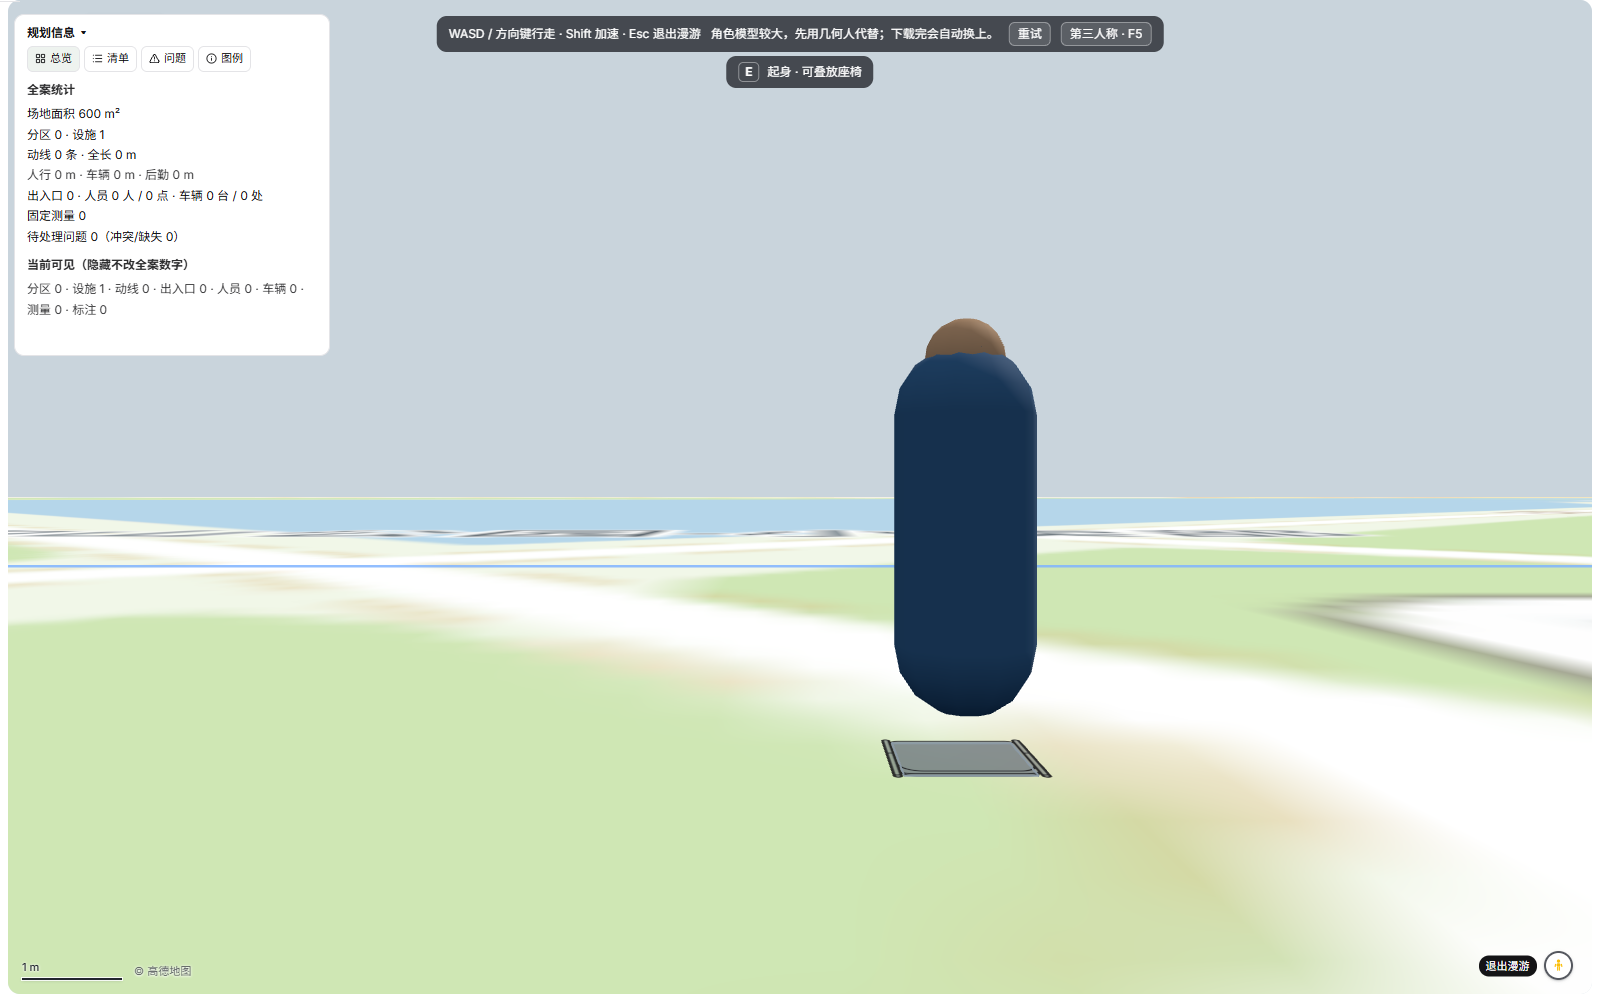 规划信息
总览 清单 问题 图例
全案统计
场地面积 600 m²
分区 0 · 设施 1
动线 0 条 · 全长 0 m
人行 0 m · 车辆 0 m · 后勤 0 m
出入口 0 · 人员 0 人 / 0 点 · 车辆 0 台 / 0 处
固定测量 0
待处理问题 0（冲突/缺失 0）
当前可见（隐藏不改全案数字）
分区 0 · 设施 1 · 动线 0 · 出入口 0 · 人员 0 · 车辆 0 ·
测量 0 · 标注 0
WASD / 方向键行走 · Shift 加速 · Esc 退出漫游 角色模型较大，先用几何人代替；下载完会自动换上。 重试 第三人称 · F5
E 起身 · 可叠放座椅
1 m
© 高德地图
退出漫游